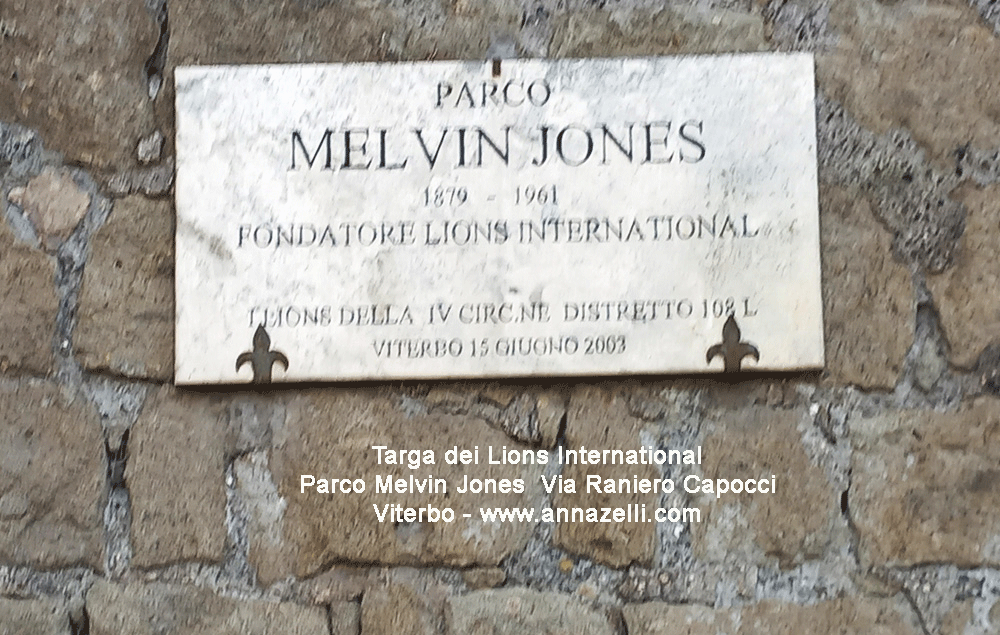 PARCO
MELVIN JONES
1879 - 1961
FONDATORE LIONS INTERNATIONAL
I LIONS DELLA IV CIRC.NE DISTRETTO 108 L
VITERBO 15 GIUGNO 2003
Targa dei Lions International
Parco Melvin Jones Via Raniero Capocci
Viterbo - www.annazelli.com